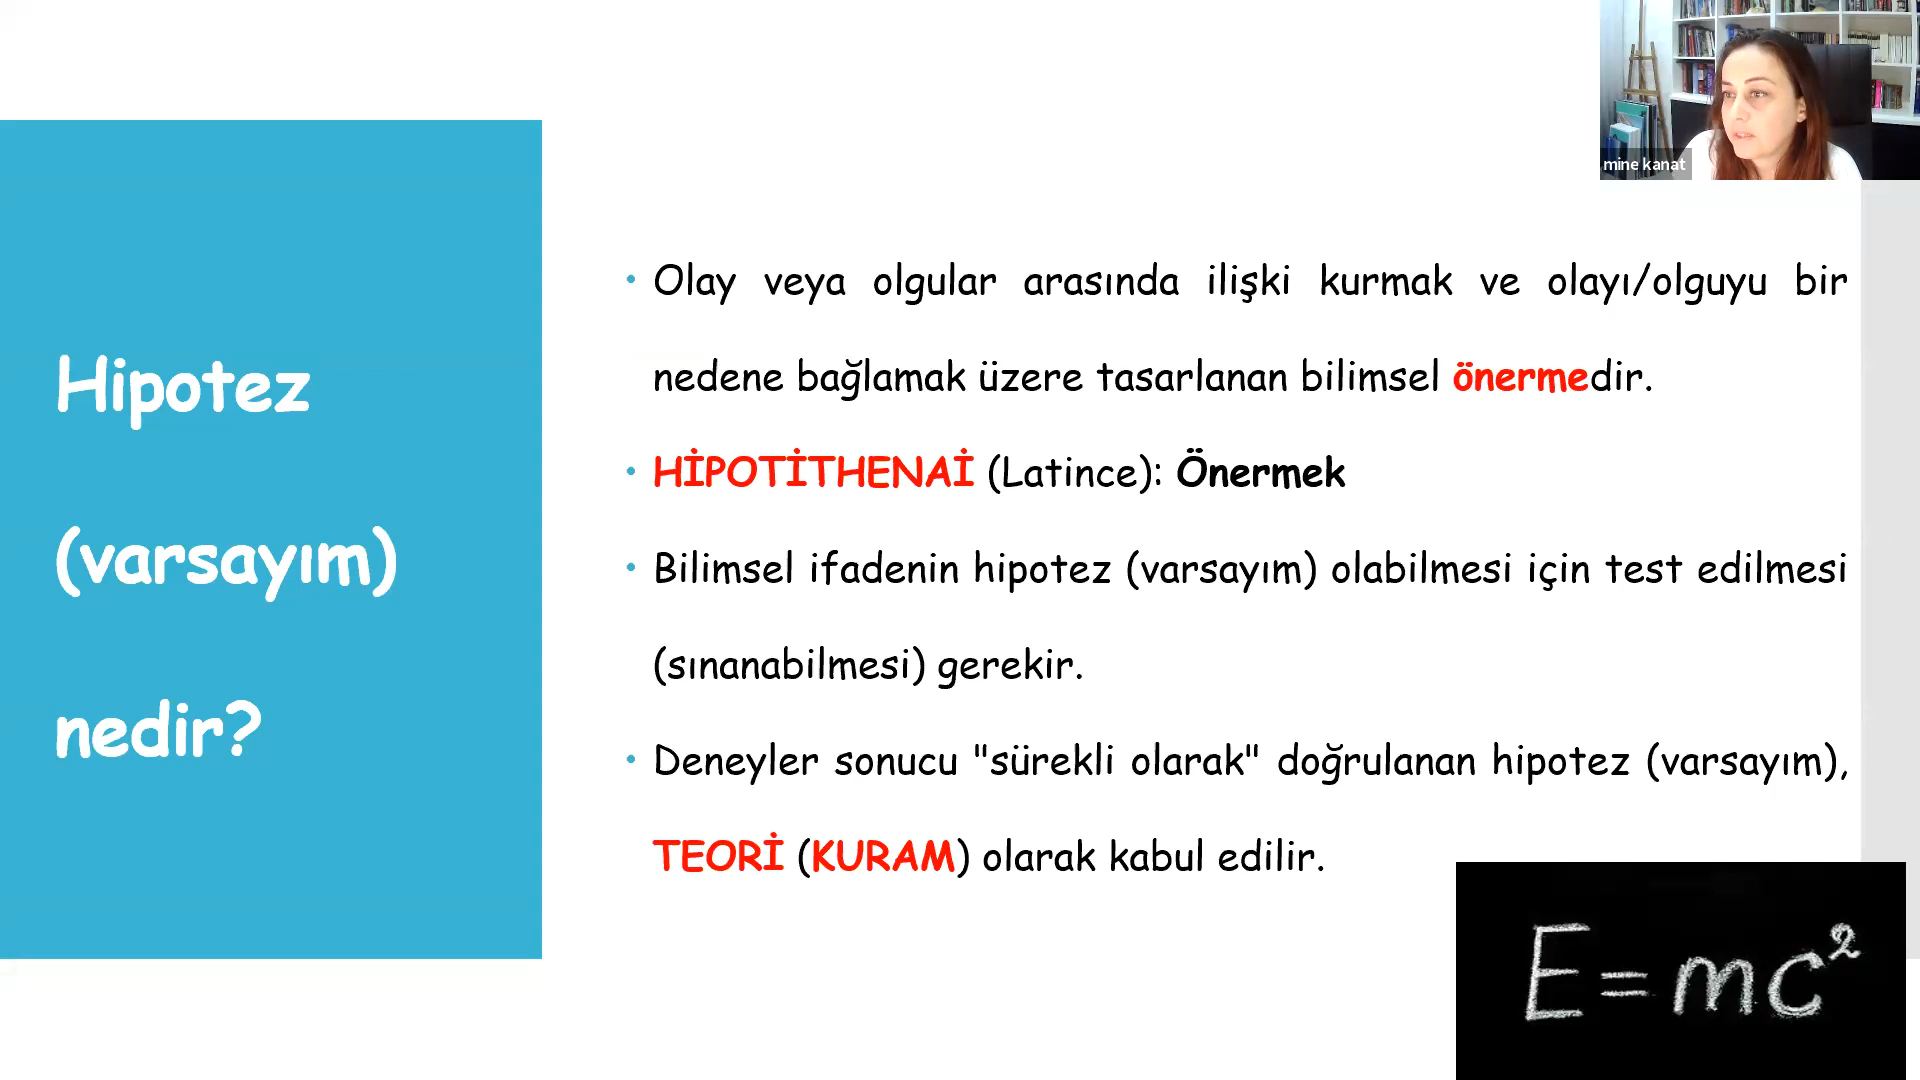 mine kanat
Hipotez
(varsayım)
nedir?
• Olay veya olgular arasında ilişki kurmak ve olayı/olguyu bir
nedene bağlamak üzere tasarlanan bilimsel önermedir.
• HİPOTİTHENAİ (Latince): Önermek
• Bilimsel ifadenin hipotez (varsayım) olabilmesi için test edilmesi
(sınanabilmesi) gerekir.
• Deneyler sonucu "sürekli olarak" doğrulanan hipotez (varsayım),
TEORİ (KURAM) olarak kabul edilir.
E=mc²